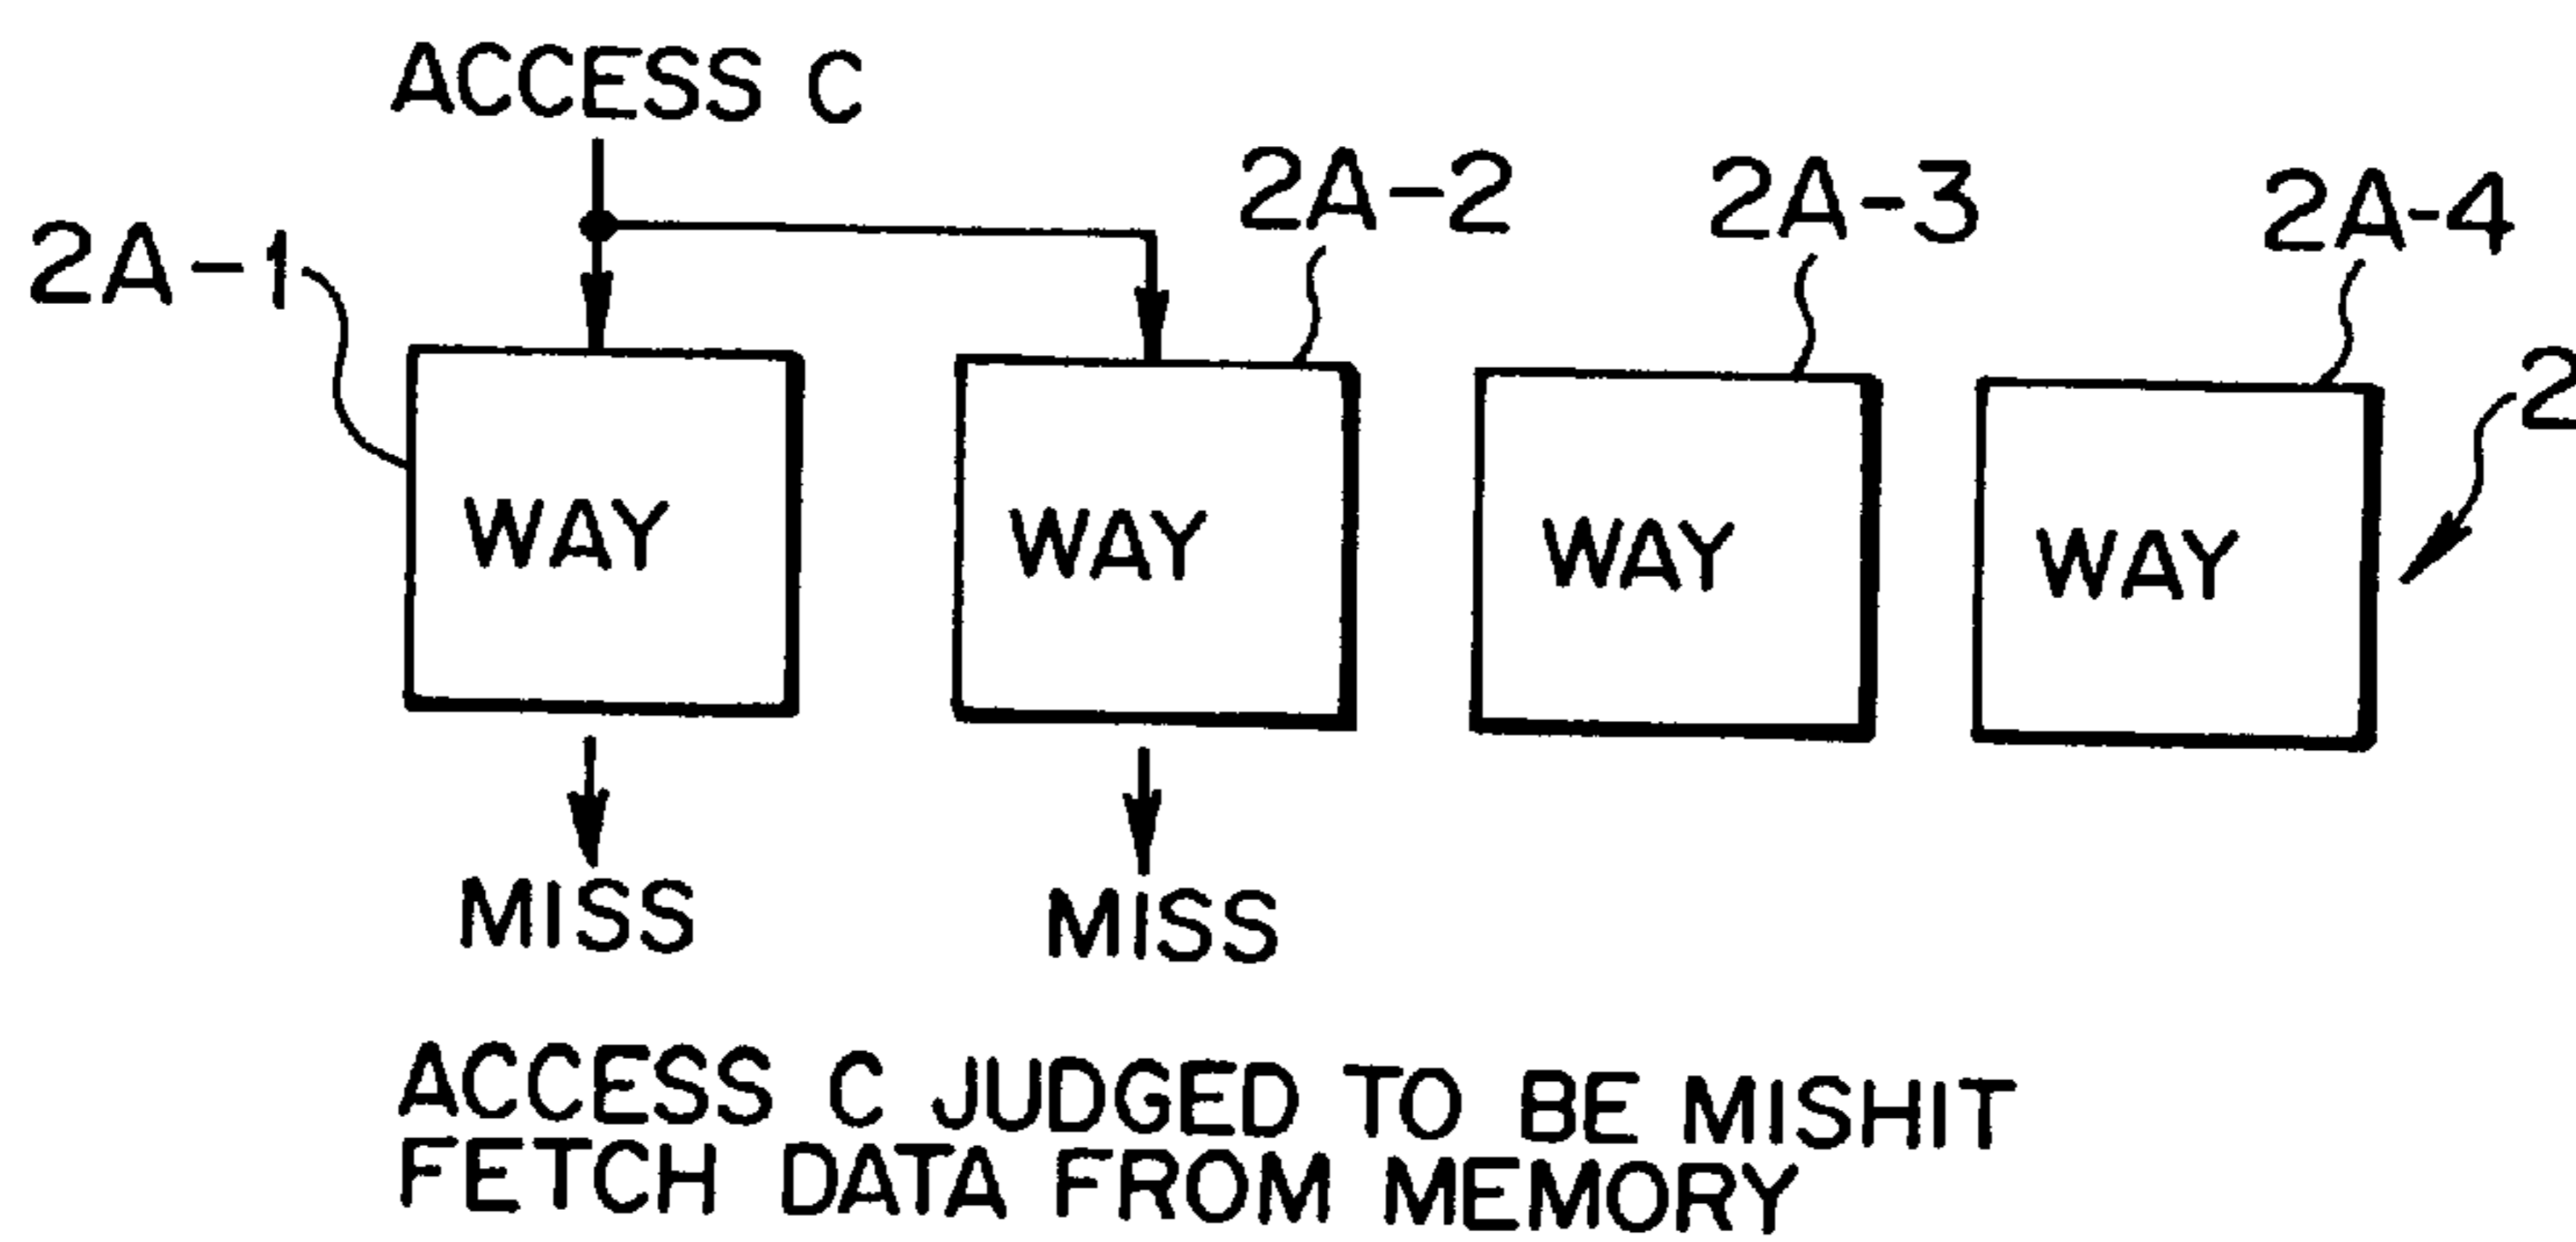 ACCESS C
2A-1
2A-2
2A-3
2A-4
2
WAY
WAY
WAY
WAY
MISS
MISS
ACCESS C JUDGED TO BE MISHIT
FETCH DATA FROM MEMORY